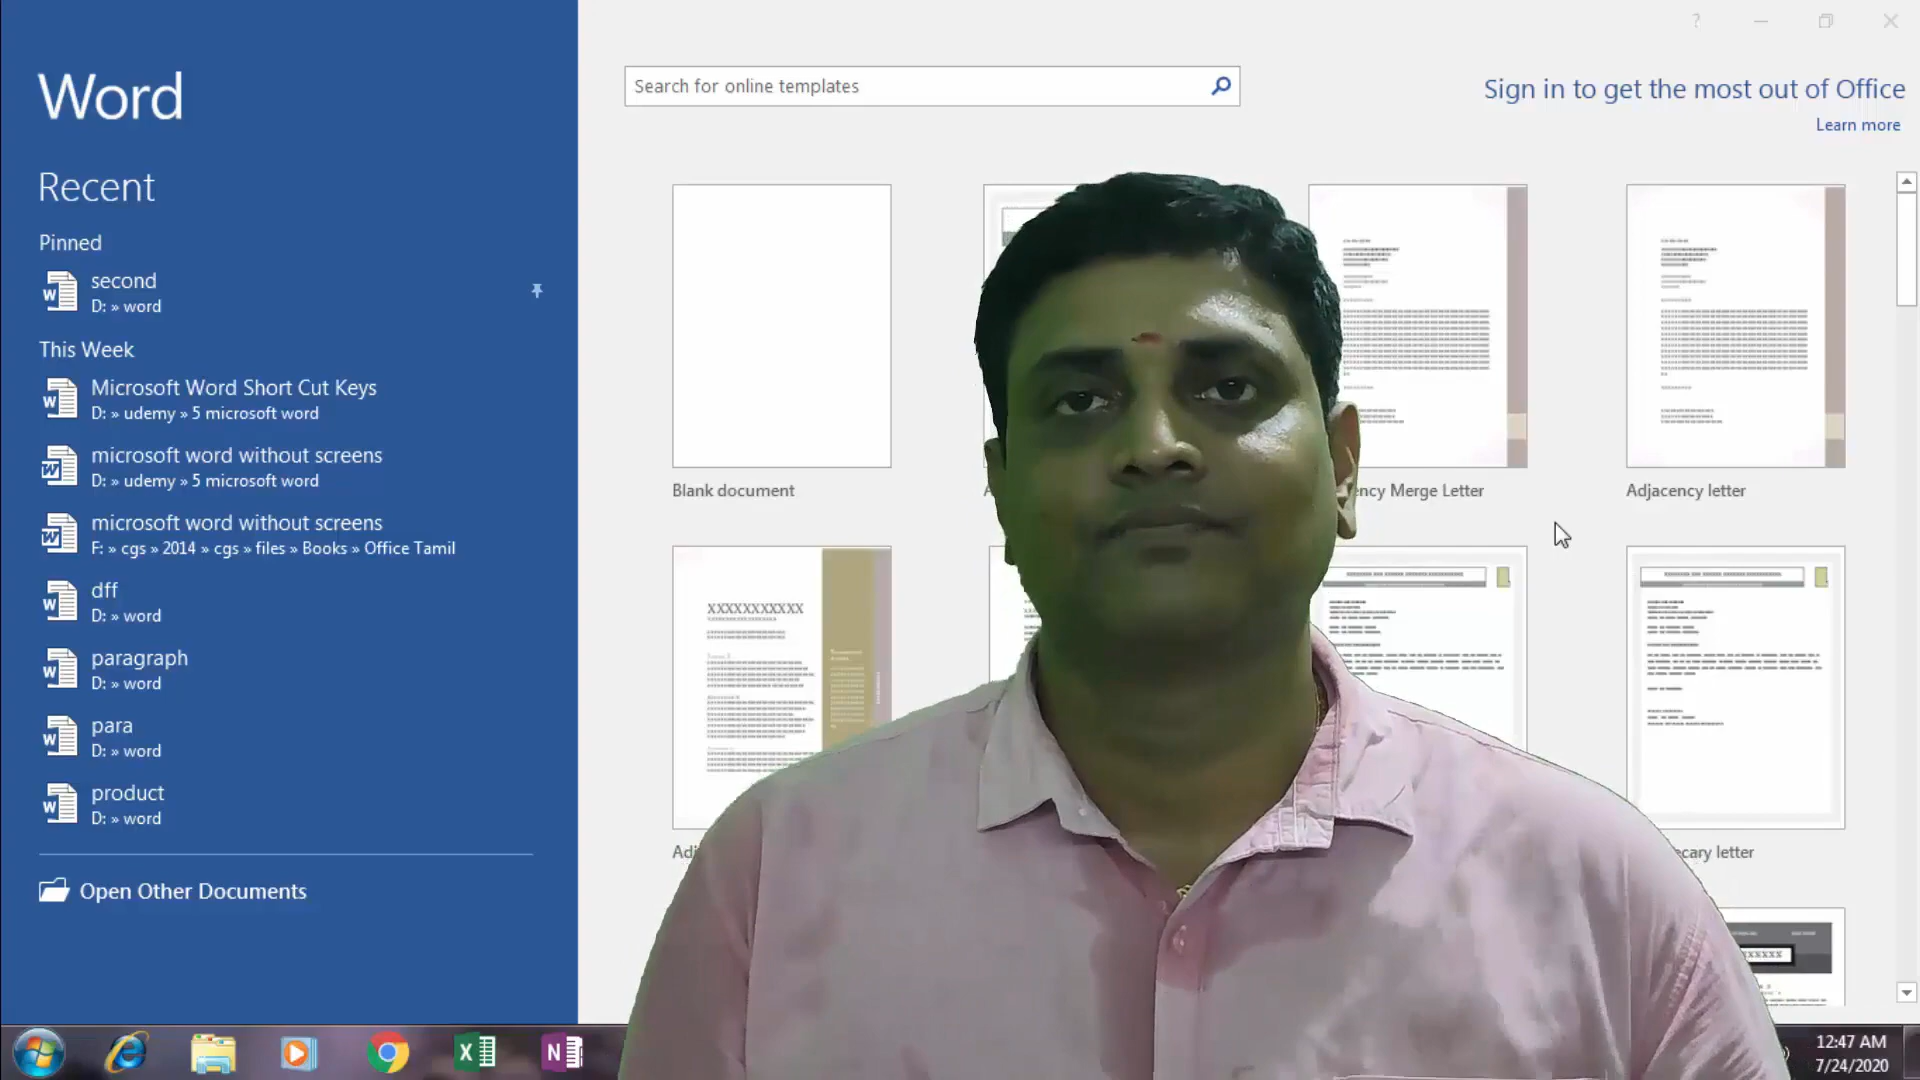 Word
Search for online templates
Sign in to get the most out of Office
Learn more
Recent
Pinned
second
D: » word
This Week
Microsoft Word Short Cut Keys
D: » udemy » 5 microsoft word
microsoft word without screens
D: » udemy » 5 microsoft word
microsoft word without screens
F: » cgs » 2014 » cgs » files » Books » Office Tamil
dff
D: » word
paragraph
D: » word
para
D: » word
product
D: » word
Open Other Documents
Blank document
Merge Letter
Adjacency letter
XXXXXXXXXXX
letter
12:47 AM
7/24/2020